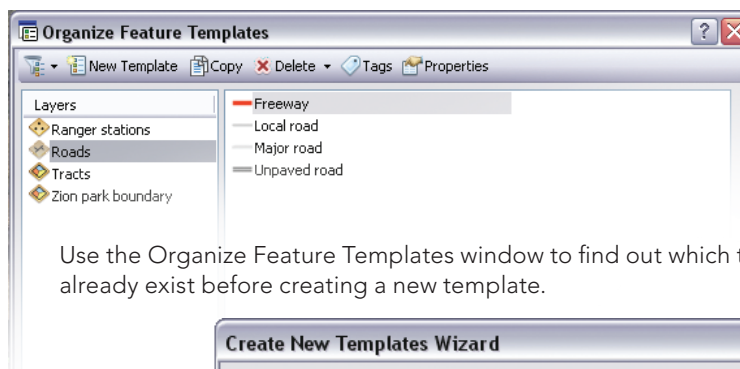 Organize Feature Templates
New Template Copy Delete Tags Properties
Layers
Ranger stations
Roads
Tracts
Zion park boundary
Freeway
Local road
Major road
Unpaved road
Use the Organize Feature Templates window to find out which
already exist before creating a new template.
Create New Templates Wizard